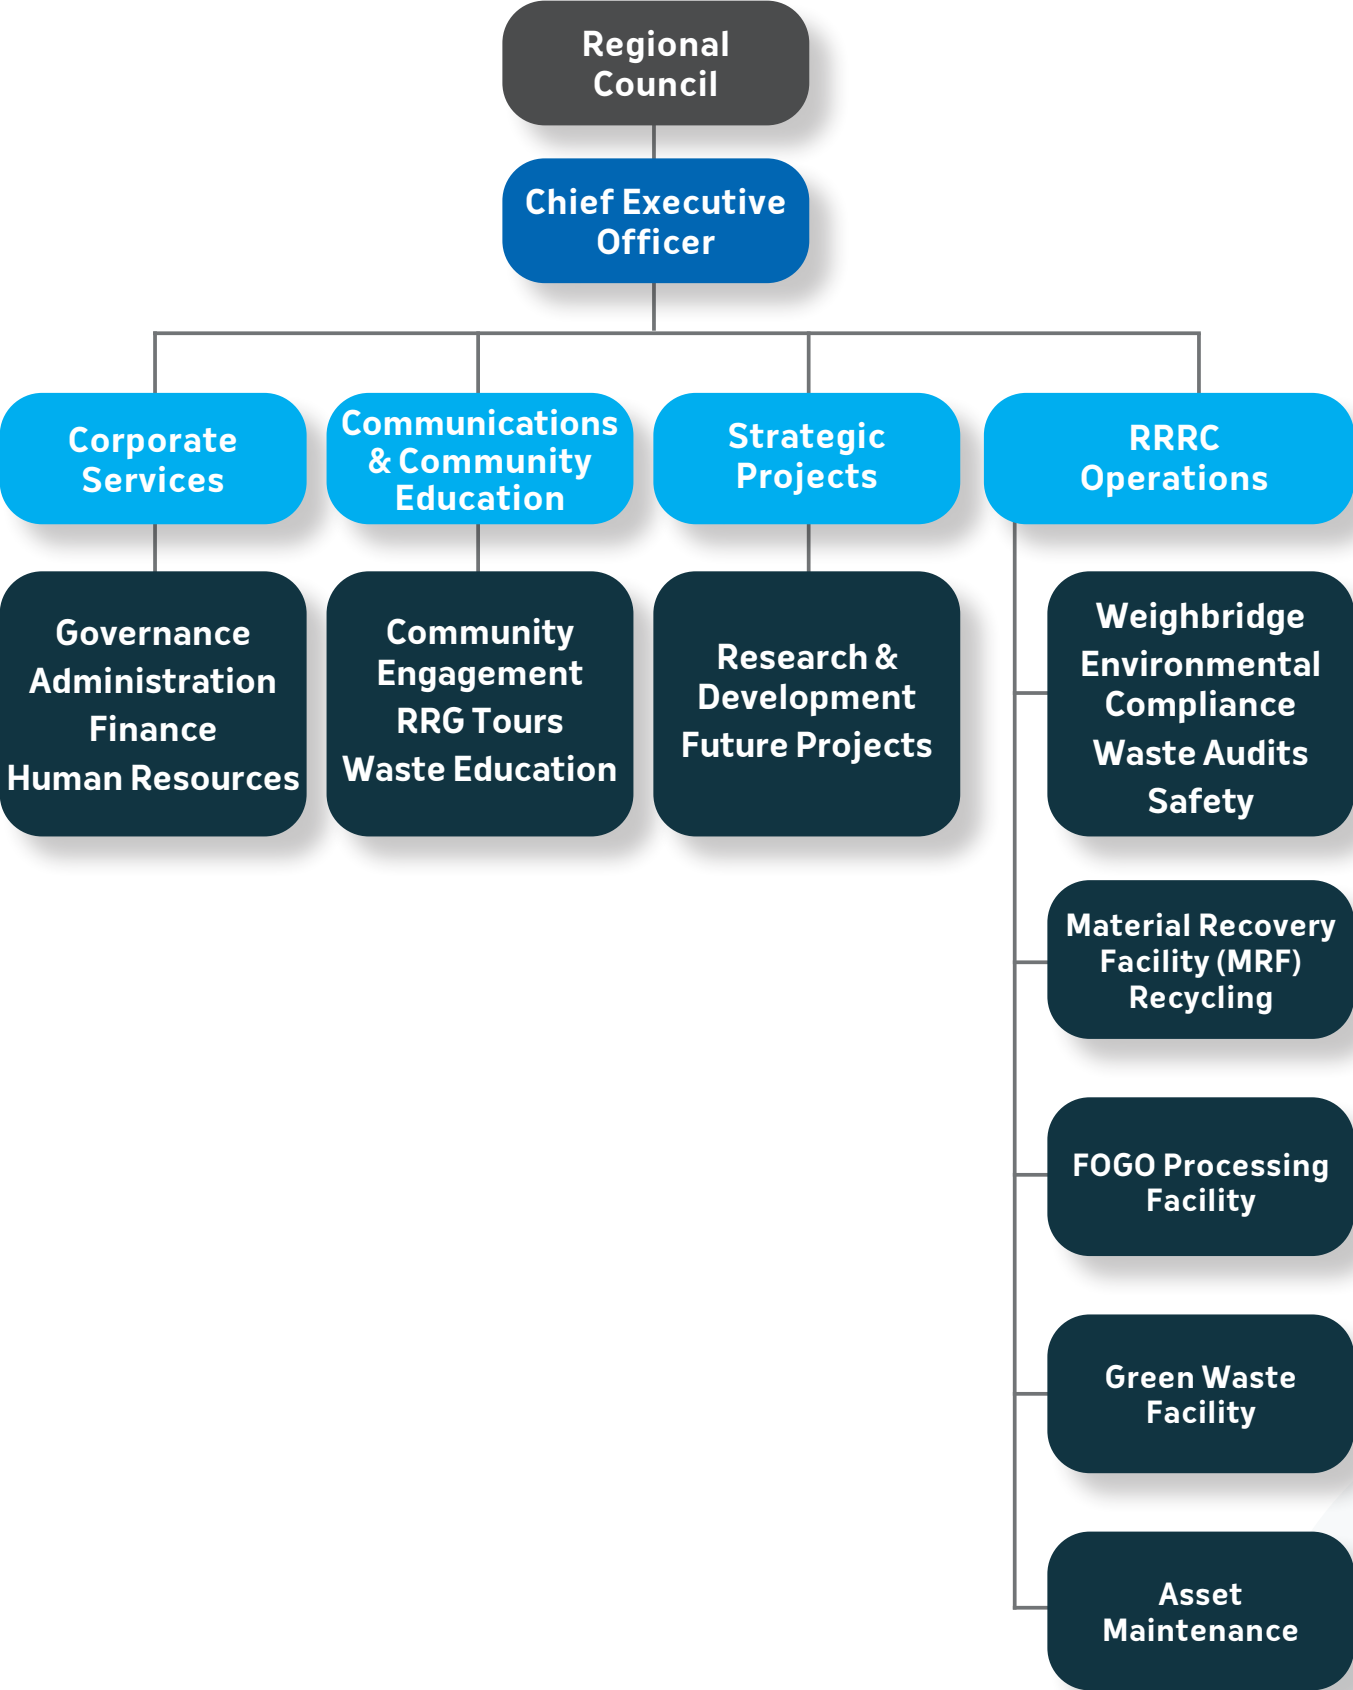 Regional
Council
Chief Executive
Officer
Corporate
Services
Communications
& Community
Education
Strategic
Projects
RRRC
Operations
Governance
Administration
Finance
Human Resources
Community
Engagement
RRG Tours
Waste Education
Research &
Development
Future Projects
Weighbridge
Environmental
Compliance
Waste Audits
Safety
Material Recovery
Facility (MRF)
Recycling
FOGO Processing
Facility
Green Waste
Facility
Asset
Maintenance